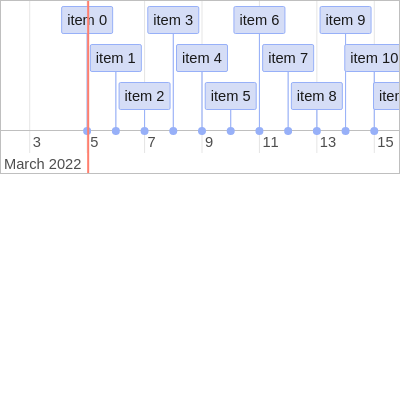 item 0 item 3 item 6 item 9
item 1 item 4 item 7 item 10
item 2 item 5 item 8
3 5 7 9 11 13 15
March 2022